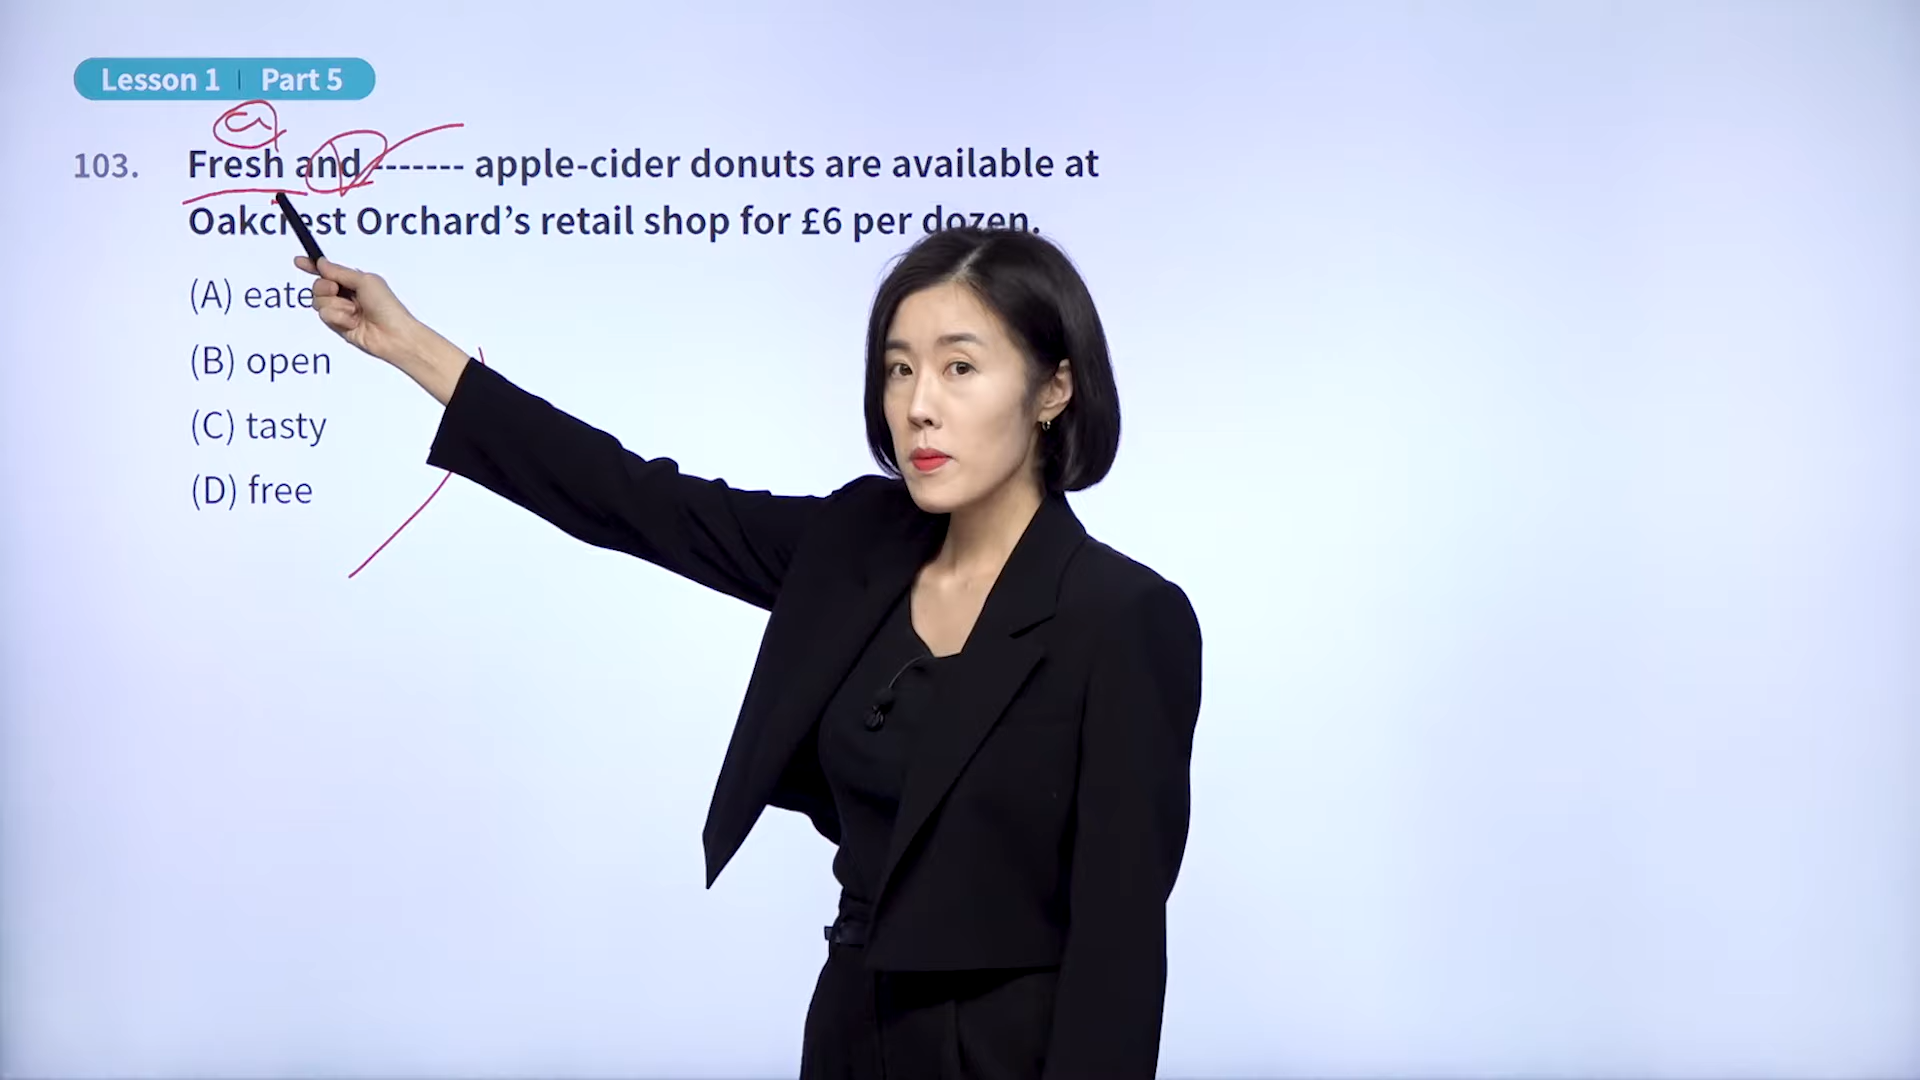 Lesson 1 | Part 5
a
103. Fresh and ------- apple-cider donuts are available at
Oakcrest Orchard’s retail shop for £6 per dozen.
(A)
(B) open
(C) tasty
(D) free